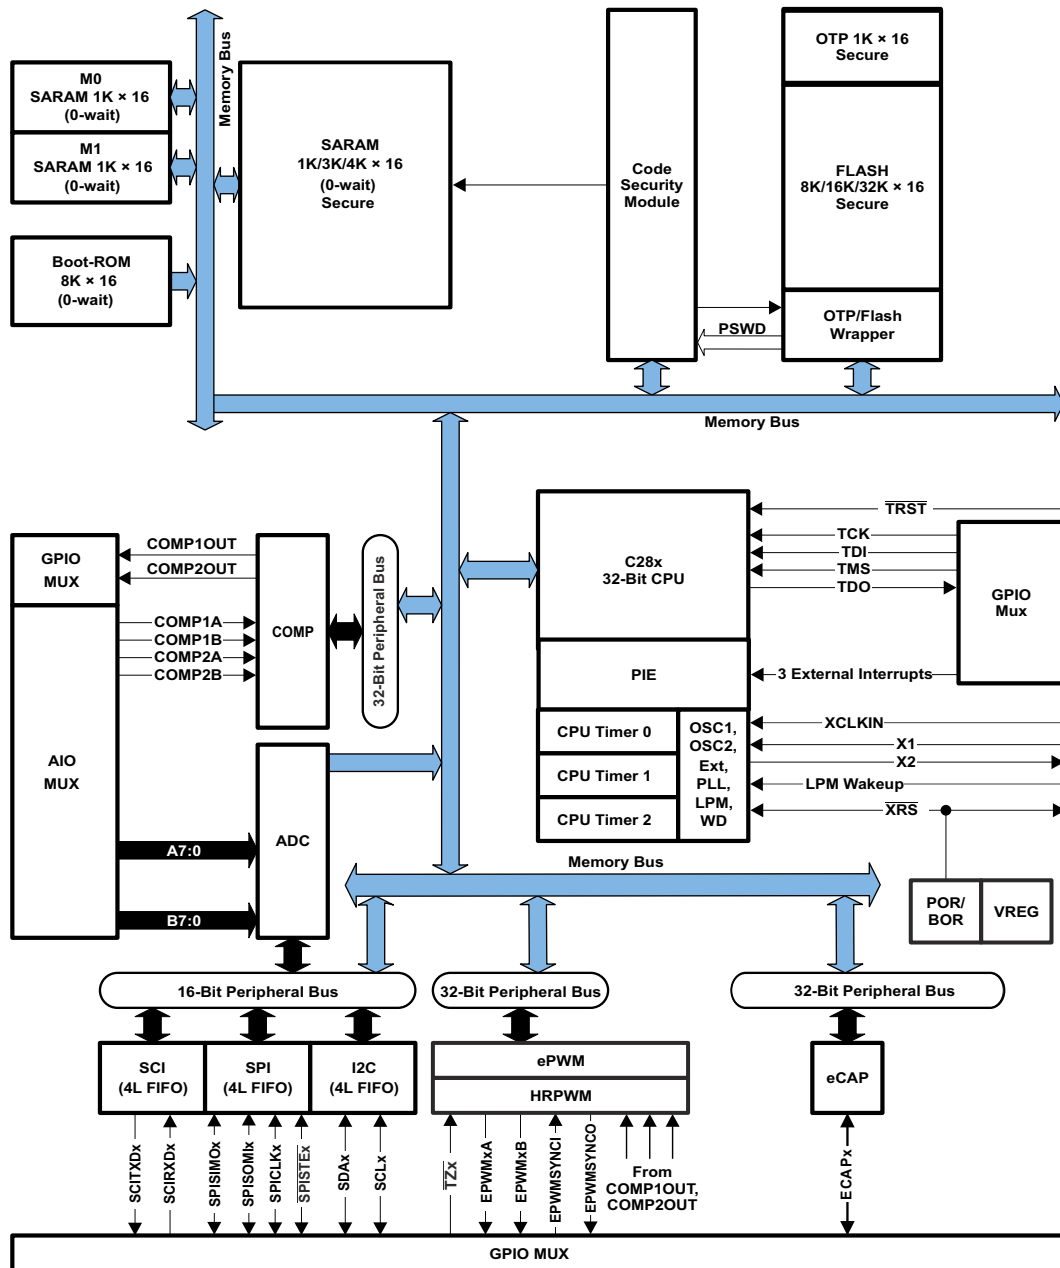 Memory Bus
M0
SARAM 1K × 16
(0-wait)
M1
SARAM 1K × 16
(0-wait)
Boot-ROM
8K × 16
(0-wait)
SARAM
1K/3K/4K × 16
(0-wait)
Secure
Code
Security
Module
OTP 1K × 16
Secure
FLASH
8K/16K/32K × 16
Secure
PSWD
OTP/Flash
Wrapper
Memory Bus
GPIO
MUX
COMP1OUT
COMP2OUT
AIO
MUX
COMP1A
COMP1B
COMP2A
COMP2B
COMP
32-Bit Peripheral Bus
C28x
32-Bit CPU
TRST
TCK
TDI
TMS
TDO
GPIO
Mux
PIE
3 External Interrupts
CPU Timer 0
CPU Timer 1
CPU Timer 2
OSC1,
OSC2,
Ext,
PLL,
LPM,
WD
XCLKIN
X1
X2
LPM Wakeup
XRS
A7:0
B7:0
ADC
Memory Bus
POR/
BOR
VREG
16-Bit Peripheral Bus
32-Bit Peripheral Bus
32-Bit Peripheral Bus
SCI
(4L FIFO)
SPI
(4L FIFO)
I2C
(4L FIFO)
ePWM
HRPWM
eCAP
SCITXDx
SCIRXDx
SPISIMOx
SPISOMIx
SPICLKx
SPISTEx
SDAx
SCLx
TZx
EPWMxA
EPWMxB
EPWMSYNCI
EPWMSYNCO
From
COMP1OUT,
COMP2OUT
ECAPx
GPIO MUX